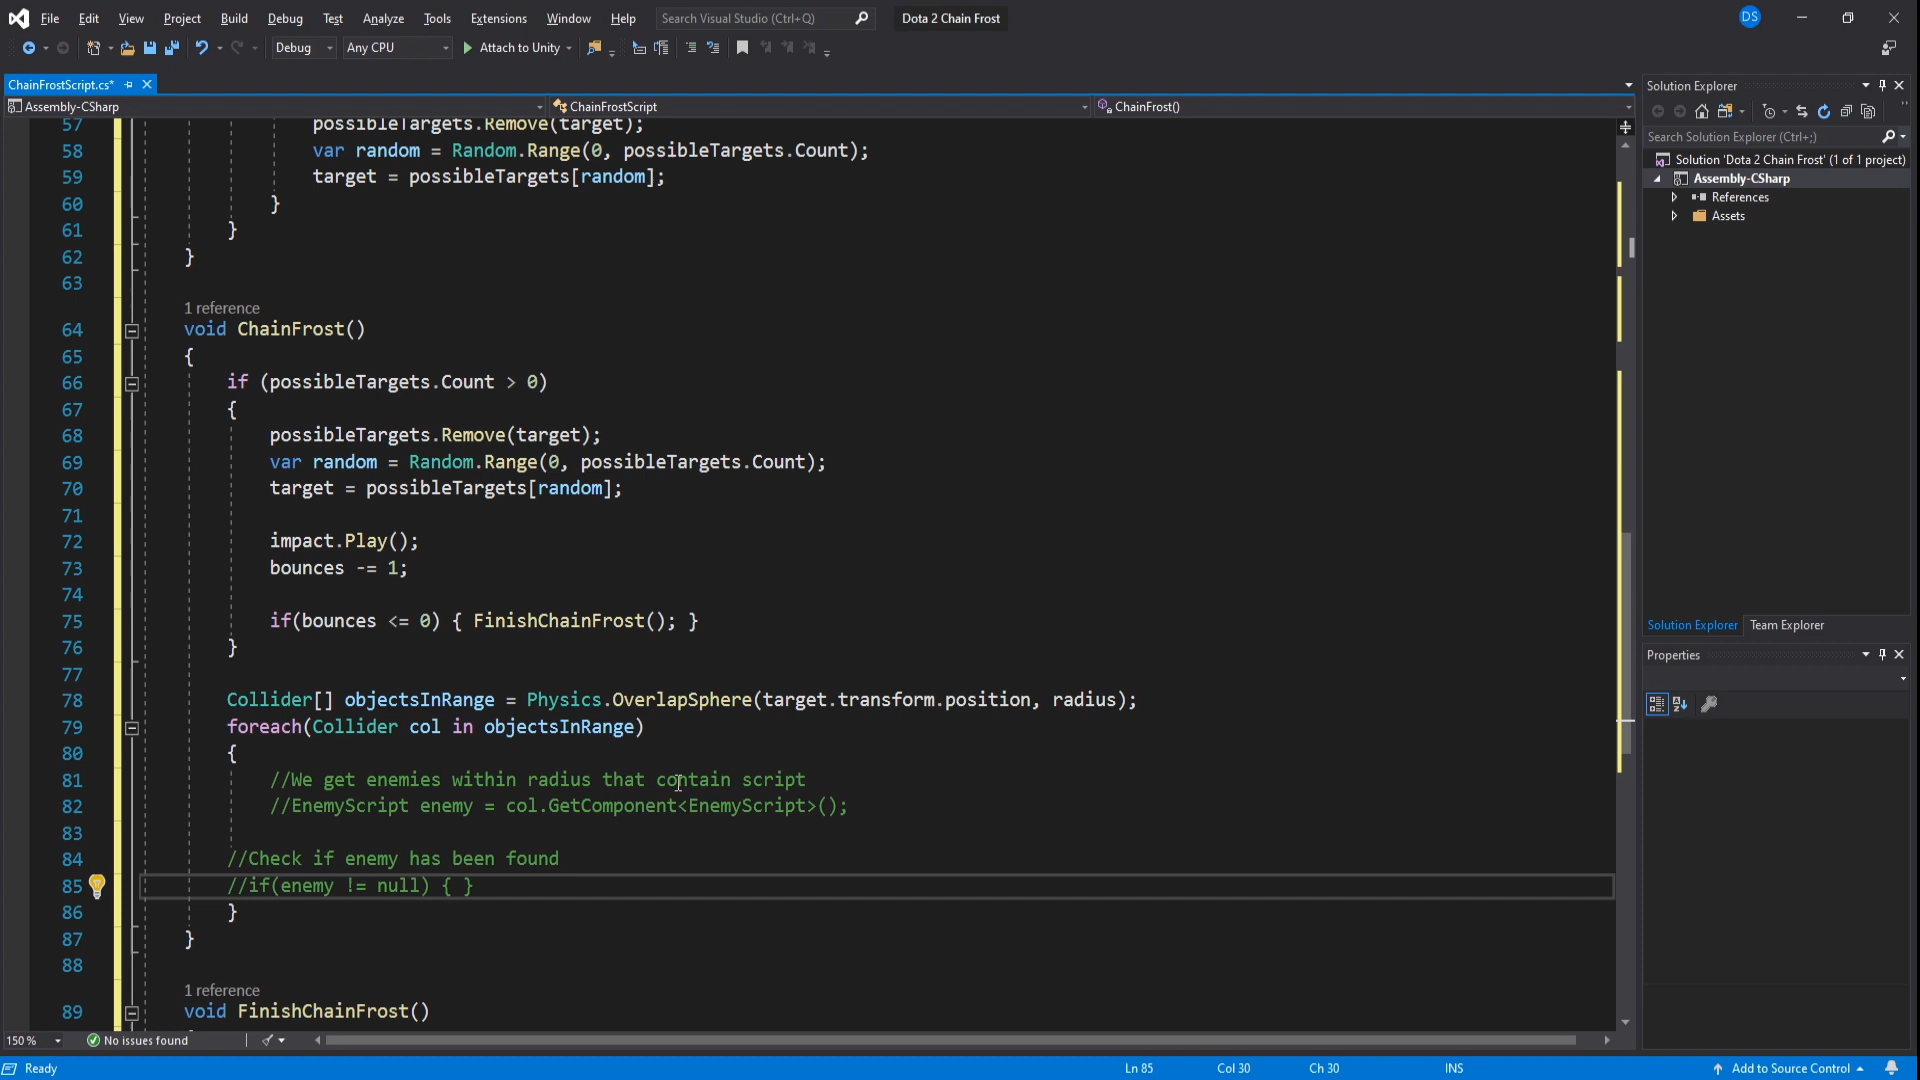 File Edit View Project Build Debug Test Analyze Tools Extensions Window Help Search Visual Studio (Ctrl+Q) Dota 2 Chain Frost DS
Debug Any CPU Attach to Unity
ChainFrostScript.cs*
Assembly-CSharp ChainFrostScript ChainFrost()
57 possibleTargets.Remove(target);
58 var random = Random.Range(0, possibleTargets.Count);
59 target = possibleTargets[random];
60 }
61 }
62 }
63
1 reference
64 void ChainFrost()
65 {
66 if (possibleTargets.Count > 0)
67 {
68 possibleTargets.Remove(target);
69 var random = Random.Range(0, possibleTargets.Count);
70 target = possibleTargets[random];
71
72 impact.Play();
73 bounces -= 1;
74
75 if(bounces <= 0) { FinishChainFrost(); }
76 }
77
78 Collider[] objectsInRange = Physics.OverlapSphere(target.transform.position, radius);
79 foreach(Collider col in objectsInRange)
80 {
81 //We get enemies within radius that contain script
82 //EnemyScript enemy = col.GetComponent<EnemyScript>();
83
84 //Check if enemy has been found
85 //if(enemy != null) { }
86 }
87 }
88
1 reference
89 void FinishChainFrost()
150 % No issues found
Ready Ln 85 Col 30 Ch 30 INS Add to Source Control
Solution Explorer
Search Solution Explorer (Ctrl+;)
Solution 'Dota 2 Chain Frost' (1 of 1 project)
Assembly-CSharp
References
Assets
Solution Explorer Team Explorer
Properties